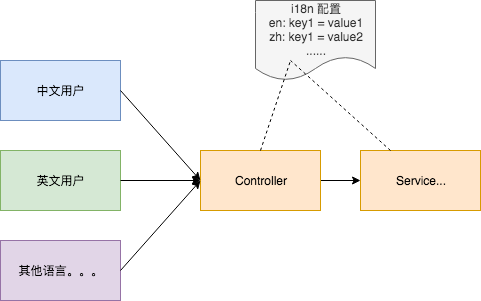 i18n 配置
en: key1 = value1
zh: key1 = value2
......
中文用户
英文用户
Controller
Service...
其他语言。。。